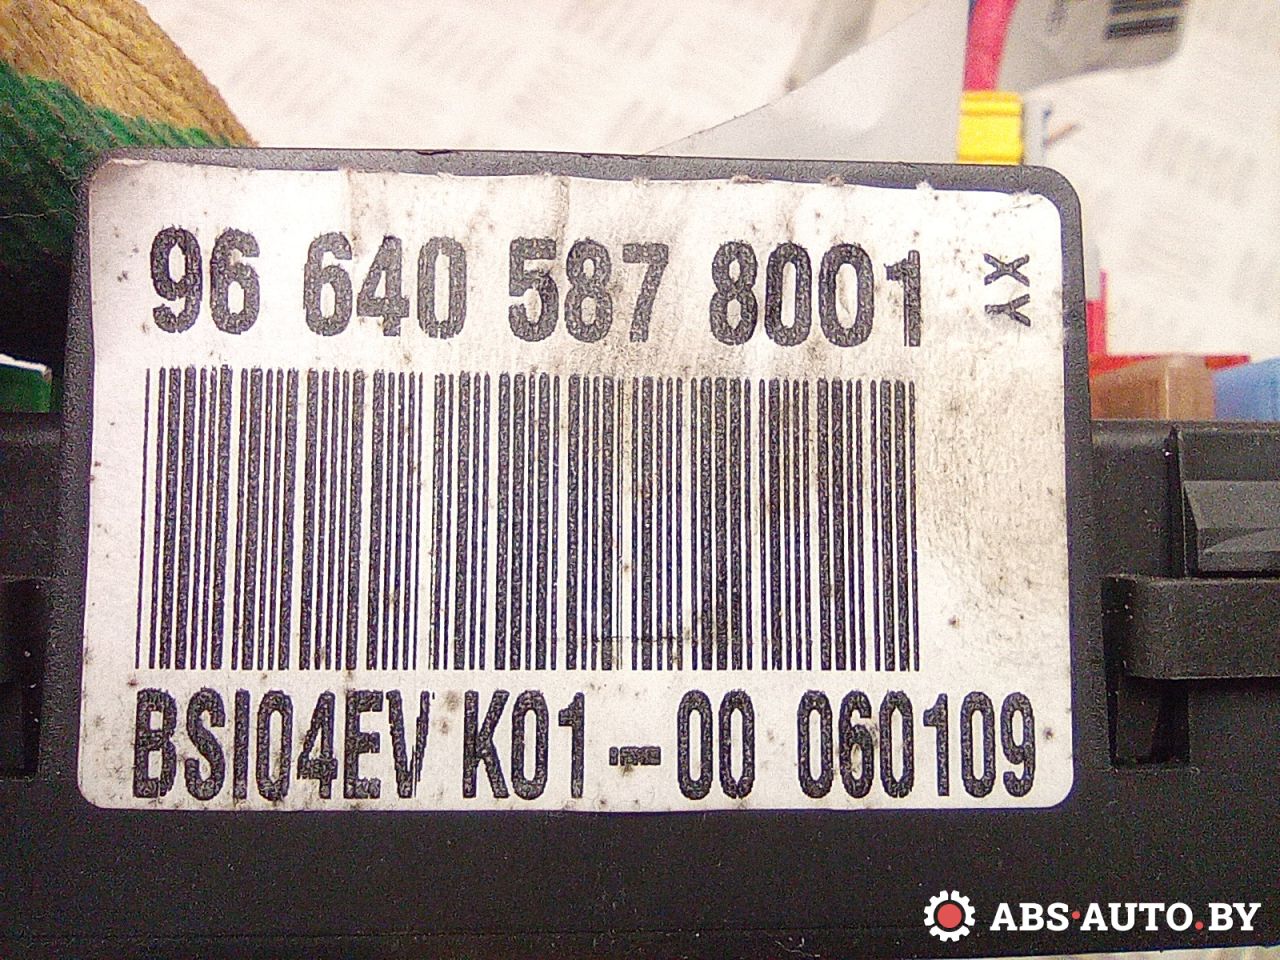 96 640 587 8001
XY
BSI04EV K01-00 060109
ABS·AUTO.BY